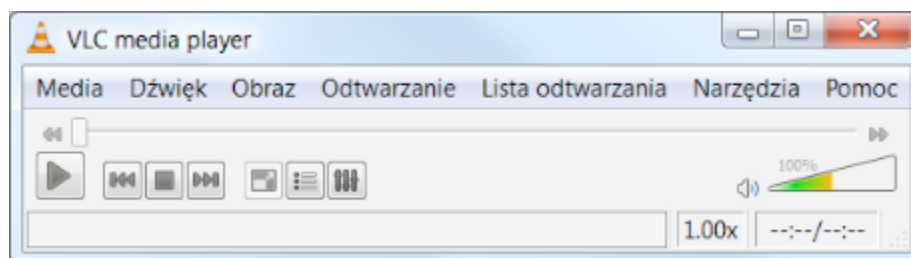 VLC media player
Media Dźwięk Obraz Odtwarzanie Lista odtwarzania Narzędzia Pomoc
100%
1.00x --:--/--:--